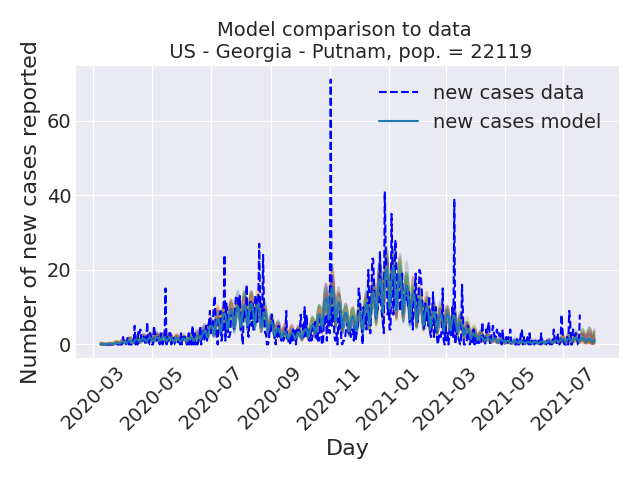 Model comparison to data
US - Georgia - Putnam, pop. = 22119
Number of new cases reported
60
40
20
0
new cases data
new cases model
2020-03
2020-05
2020-07
2020-09
2020-11
2021-01
2021-03
2021-05
2021-07
Day